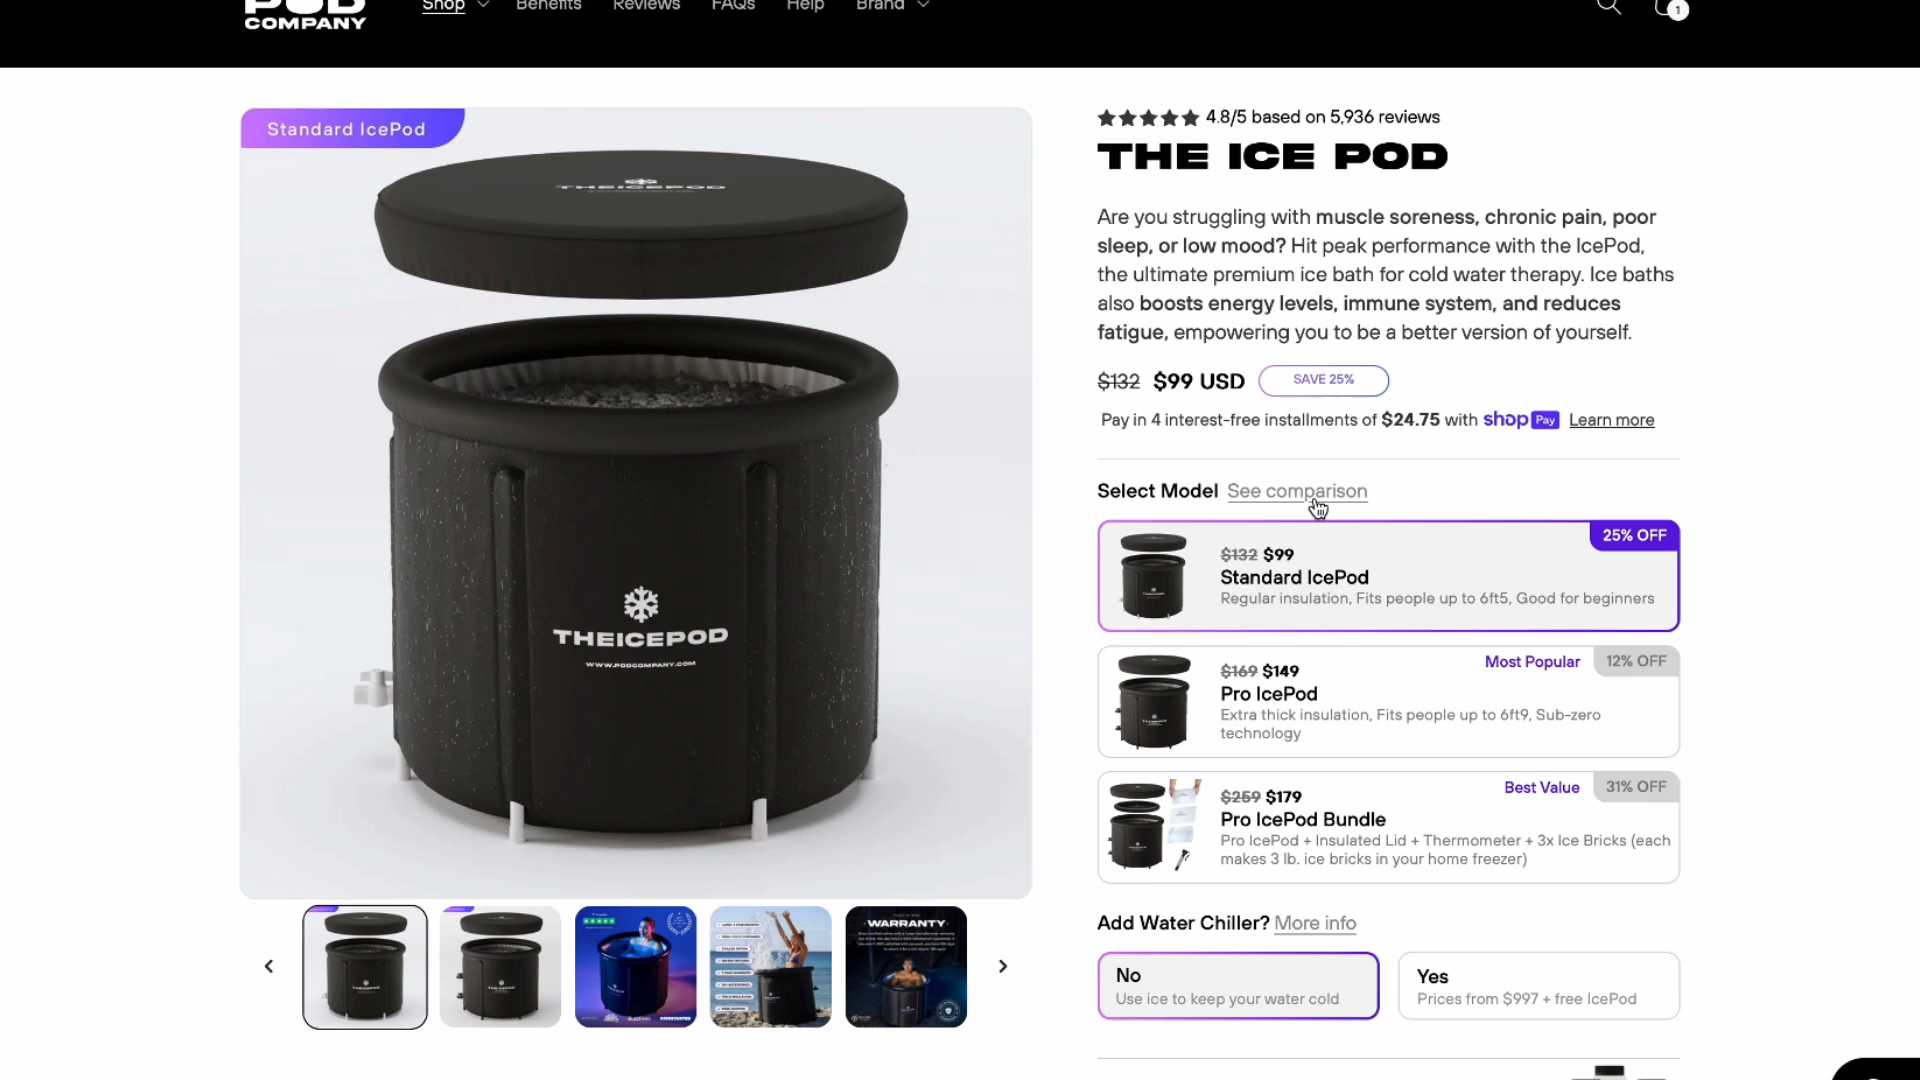 POD
COMPANY
Shop
Benefits
Reviews
FAQs
Help
Brand
1
Standard IcePod
THEICEPOD
THEICEPOD
WWW.PODCOMPANY.COM
4.8/5 based on 5,936 reviews
THE ICE POD
Are you struggling with muscle soreness, chronic pain, poor
sleep, or low mood? Hit peak performance with the IcePod,
the ultimate premium ice bath for cold water therapy. Ice baths
also boosts energy levels, immune system, and reduces
fatigue, empowering you to be a better version of yourself.
$132 $99 USD SAVE 25%
Pay in 4 interest-free installments of $24.75 with shop Pay Learn more
Select Model See comparison
25% OFF
$132 $99
Standard IcePod
Regular insulation, Fits people up to 6ft5, Good for beginners
Most Popular 12% OFF
$169 $149
Pro IcePod
Extra thick insulation, Fits people up to 6ft9, Sub-zero
technology
Best Value 31% OFF
$259 $179
Pro IcePod Bundle
Pro IcePod + Insulated Lid + Thermometer + 3x Ice Bricks (each
makes 3 lb. ice bricks in your home freezer)
Add Water Chiller? More info
No
Use ice to keep your water cold
Yes
Prices from $997 + free IcePod
WARRANTY